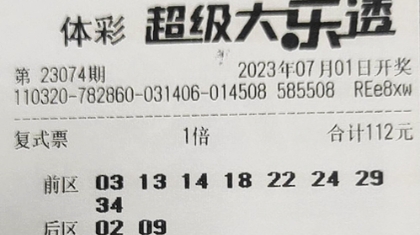 体彩 超级大乐透
第 23074期 2023年07月01日开奖
110320-782860-031406-014508 585508 REe8xw
复式票 1倍 合计112元
前区 03 13 14 18 22 24 29
34
后区 02 09